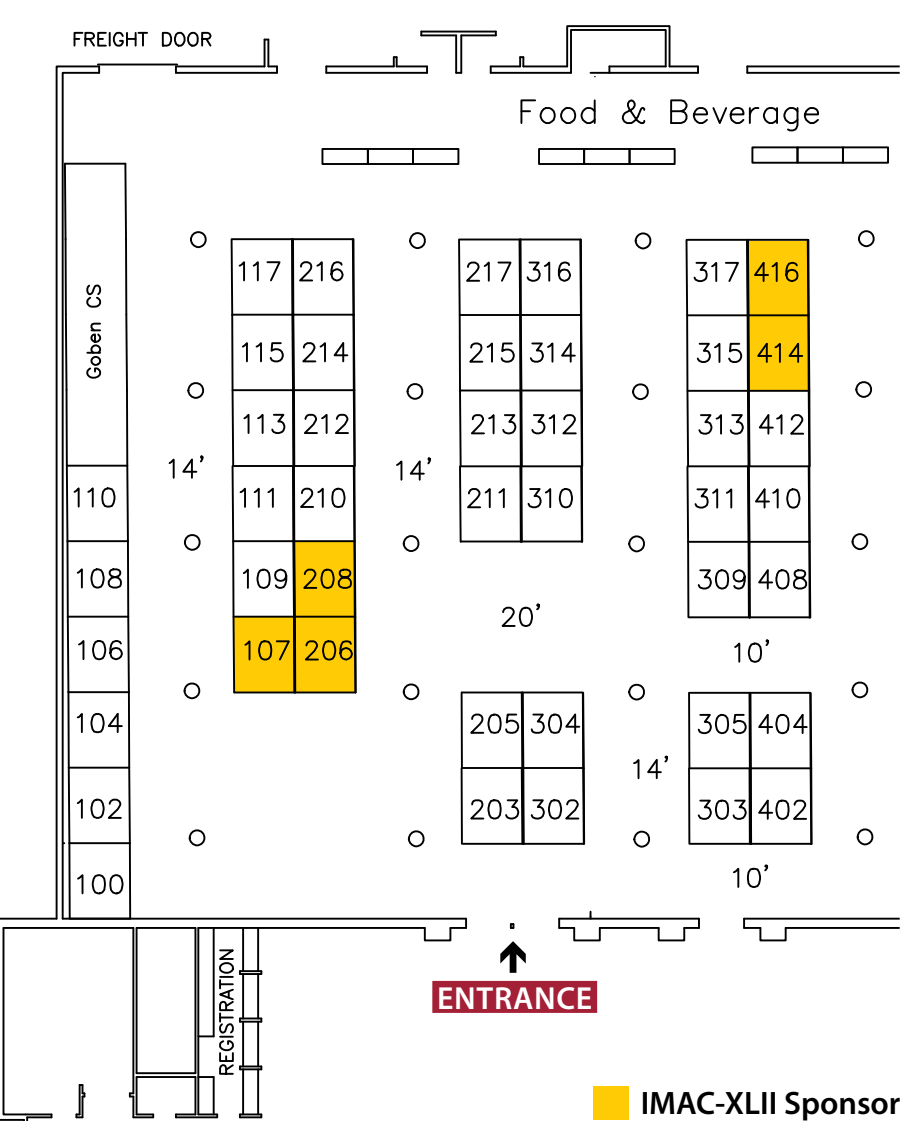 FREIGHT DOOR
Food & Beverage
Goben CS
117 216 217 316 317 416
115 214 215 314 315 414
113 212 213 312 313 412
14’ 14’
110 111 210 211 310 311 410
108 109 208 309 408
20’
106 107 206 10’
104 205 304 305 404
14’
102 203 302 303 402
100 10’
REGISTRATION
ENTRANCE
IMAC-XLII Sponsor